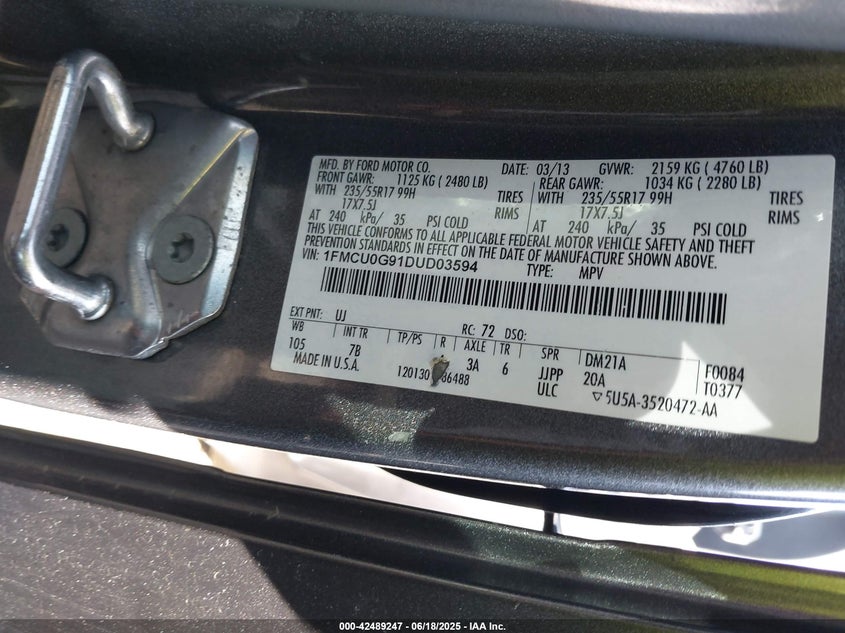 MFD. BY FORD MOTOR CO. DATE: 03/13 GVWR: 2159 KG ( 4760 LB)
FRONT GAWR: 1125 KG ( 2480 LB) REAR GAWR: 1034 KG ( 2280 LB)
WITH 235/55R17 99H TIRES WITH 235/55R17 99H TIRES
17X7.5J RIMS 17X7.5J RIMS
AT 240 kPa/ 35 PSI COLD AT 240 kPa/ 35 PSI COLD
THIS VEHICLE CONFORMS TO ALL APPLICABLE FEDERAL MOTOR VEHICLE SAFETY AND THEFT
PREVENTION STANDARDS IN EFFECT ON THE DATE OF MANUFACTURE SHOWN ABOVE.
VIN: 1FMCU0G91DUD03594 TYPE: MPV
EXT PNT: UJ RC: 72 DSO:
WB INT TR TP/PS R AXLE TR SPR DM21A F0084
105 7B 3A 6 JJPP 20A T0377
MADE IN U.S.A. 120130 36488 ULC ▽5U5A-3520472-AA
000-42489247 - 06/18/2025 - IAA Inc.